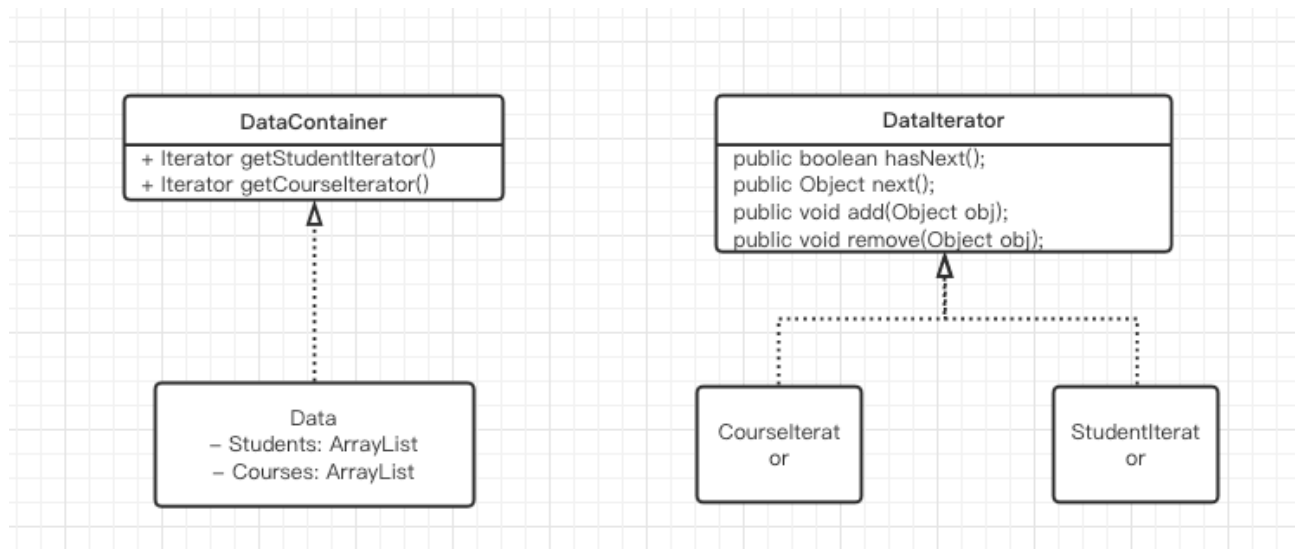 DataContainer
+ Iterator getStudentIterator()
+ Iterator getCourseIterator()
DataIterator
public boolean hasNext();
public Object next();
public void add(Object obj);
public void remove(Object obj);
Data
– Students: ArrayList
– Courses: ArrayList
CourseIterat
or
StudentIterat
or